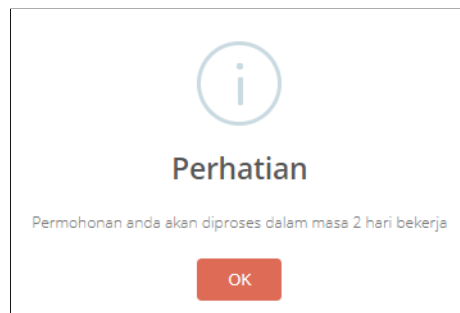 Perhatian
Permohonan anda akan diproses dalam masa 2 hari bekerja
OK